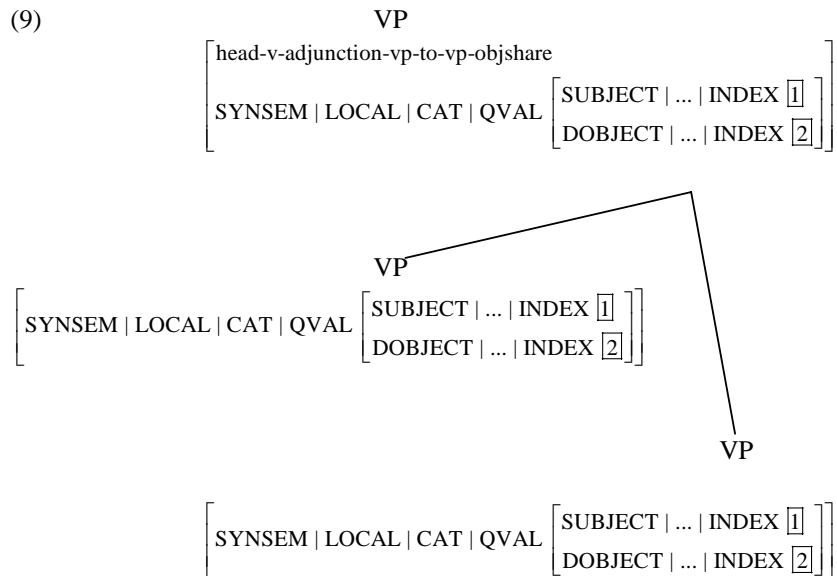 (9) VP
head-v-adjunction-vp-to-vp-objshare
SYNSEM | LOCAL | CAT | QVAL
SUBJECT | ... | INDEX 1
DOBJECT | ... | INDEX 2
VP
SYNSEM | LOCAL | CAT | QVAL
SUBJECT | ... | INDEX 1
DOBJECT | ... | INDEX 2
VP
SYNSEM | LOCAL | CAT | QVAL
SUBJECT | ... | INDEX 1
DOBJECT | ... | INDEX 2